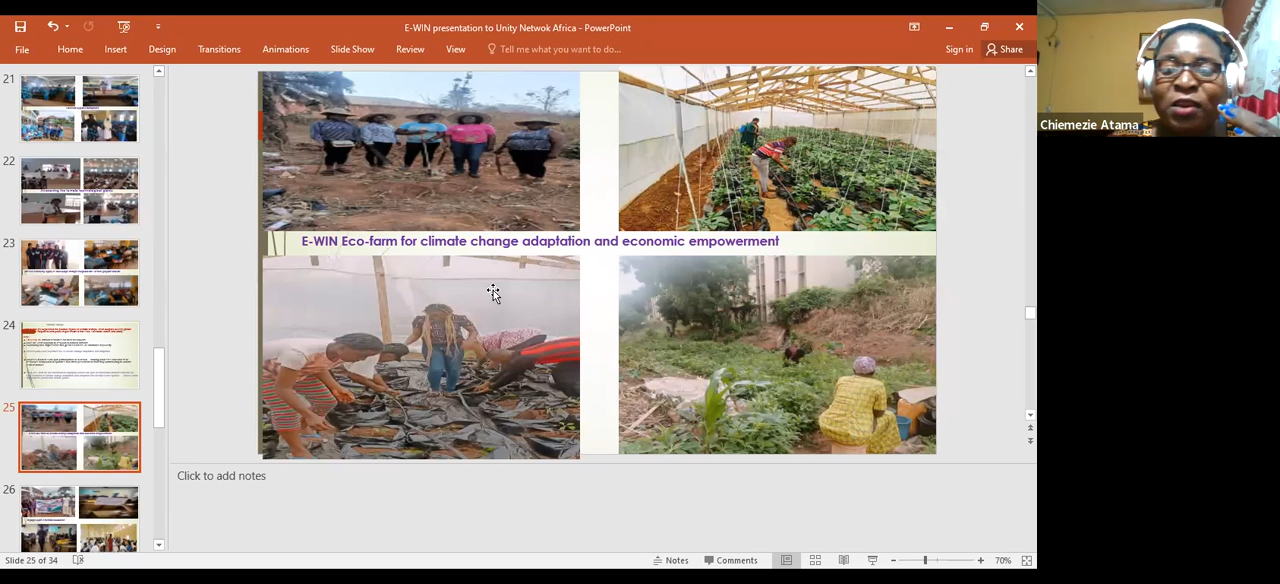 E-WIN presentation to Unity Netwok Africa - PowerPoint
File Home Insert Design Transitions Animations Slide Show Review View Tell me what you want to do... Sign in Share
Chiemezie Atama
21
22
23
24
25
26
E-WIN Eco-farm for climate change adaptation and economic empowerment
Click to add notes
Slide 25 of 34 Notes Comments 70%